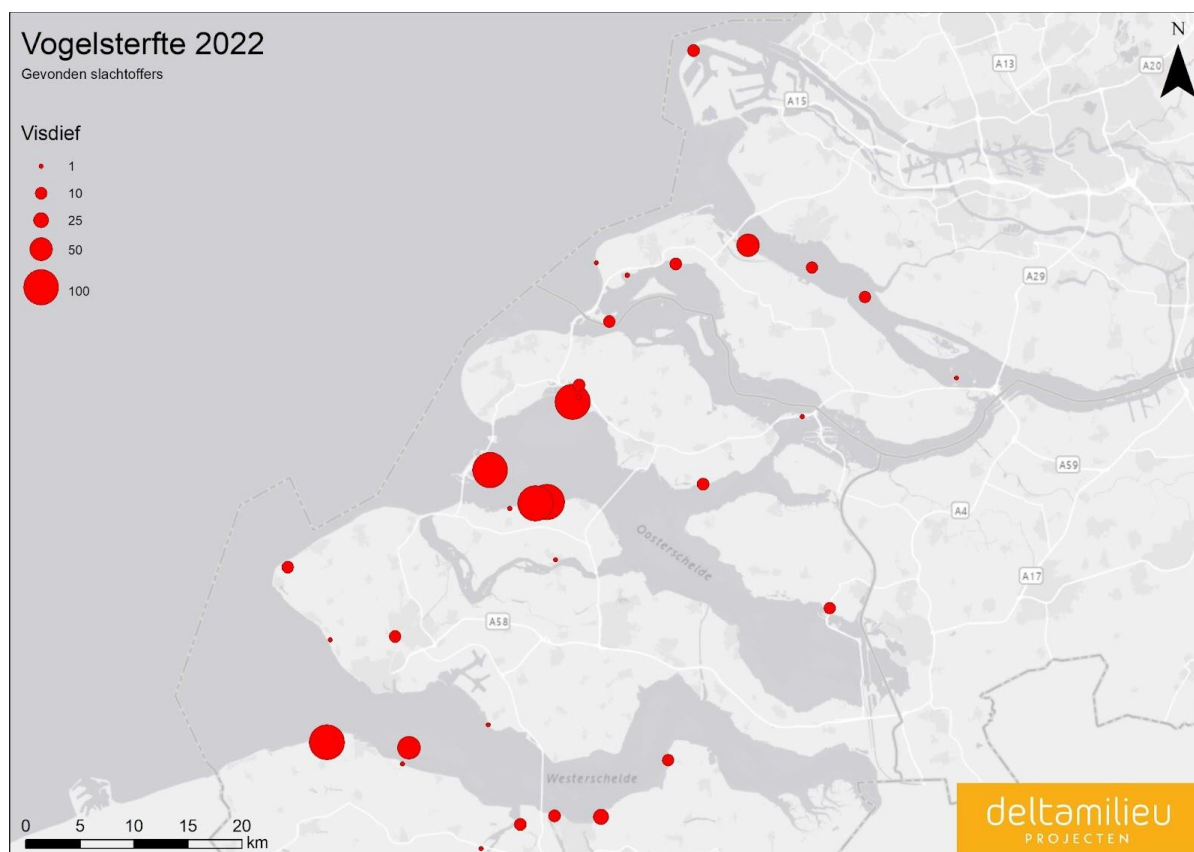 Vogelsterfte 2022
Gevonden slachtoffers
Visdief
1
10
25
50
100
N
A13
A20
A15
A29
A59
A4
A17
A58
Oosterschelde
Westerschelde
0 5 10 15 20
km
deltamilieu
PROJECTEN